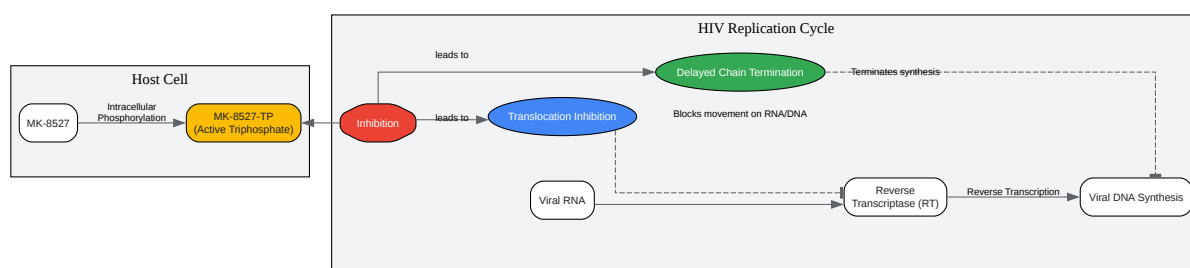 HIV Replication Cycle
Host Cell
MK-8527
Intracellular
Phosphorylation
MK-8527-TP
(Active Triphosphate)
Inhibition
leads to
leads to
Delayed Chain Termination
Terminates synthesis
Translocation Inhibition
Blocks movement on RNA/DNA
Viral RNA
Reverse
Transcriptase (RT)
Reverse Transcription
Viral DNA Synthesis